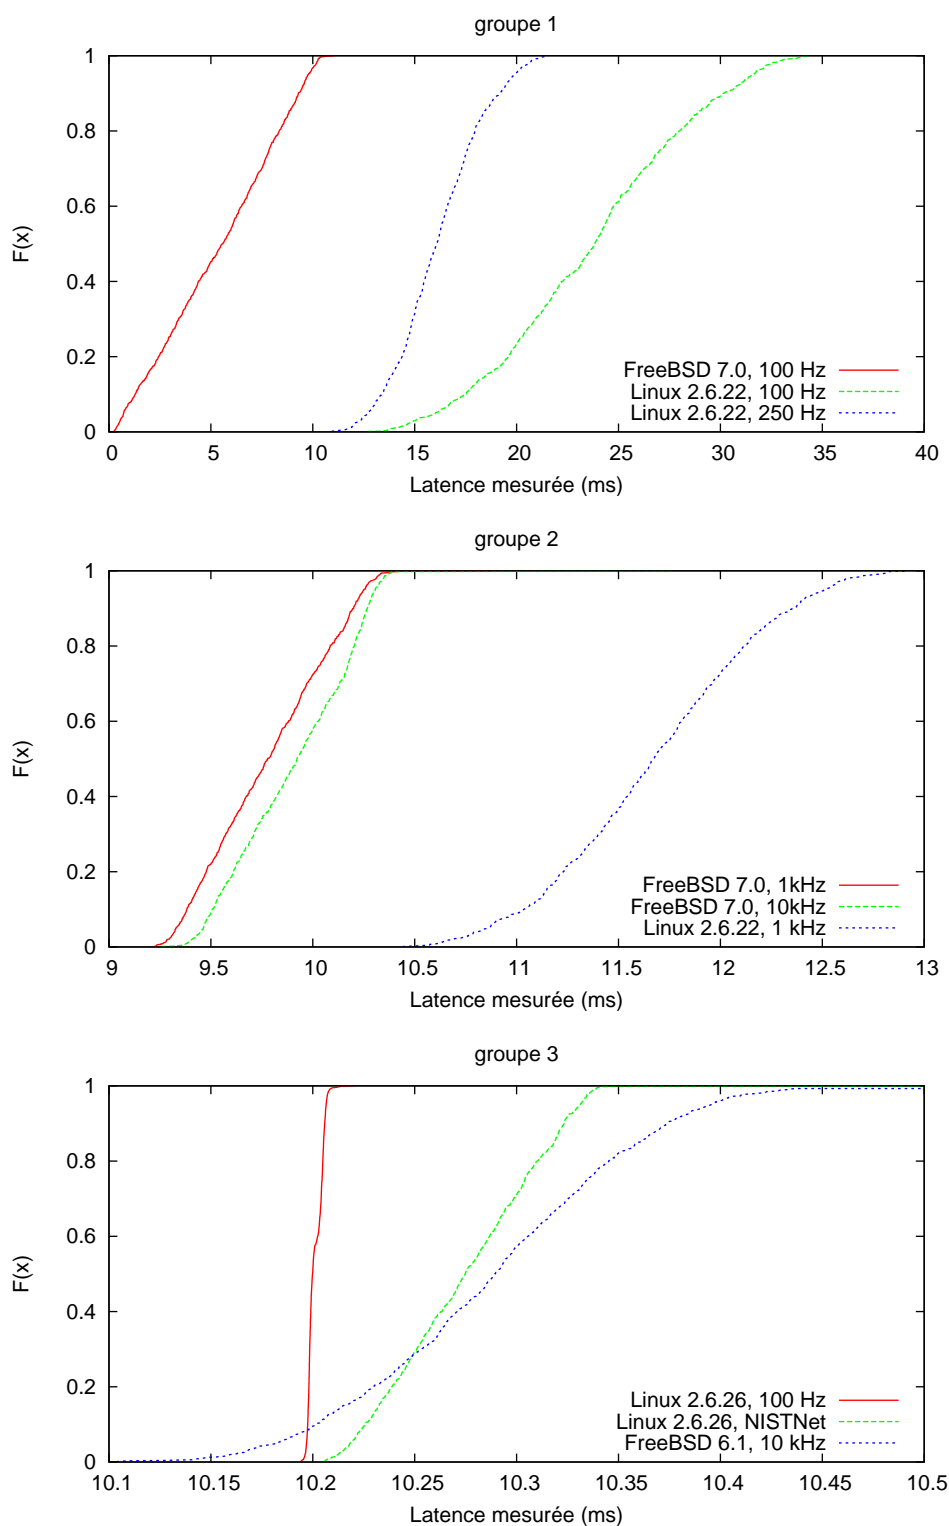 groupe 1
1
0.8
0.6
0.4
0.2
0
F(x)
0 5 10 15 20 25 30 35 40
Latence mesurée (ms)
FreeBSD 7.0, 100 Hz
Linux 2.6.22, 100 Hz
Linux 2.6.22, 250 Hz
groupe 2
1
0.8
0.6
0.4
0.2
0
F(x)
9 9.5 10 10.5 11 11.5 12 12.5 13
Latence mesurée (ms)
FreeBSD 7.0, 1kHz
FreeBSD 7.0, 10kHz
Linux 2.6.22, 1 kHz
groupe 3
1
0.8
0.6
0.4
0.2
0
F(x)
10.1 10.15 10.2 10.25 10.3 10.35 10.4 10.45 10.5
Latence mesurée (ms)
Linux 2.6.26, 100 Hz
Linux 2.6.26, NISTNet
FreeBSD 6.1, 10 kHz